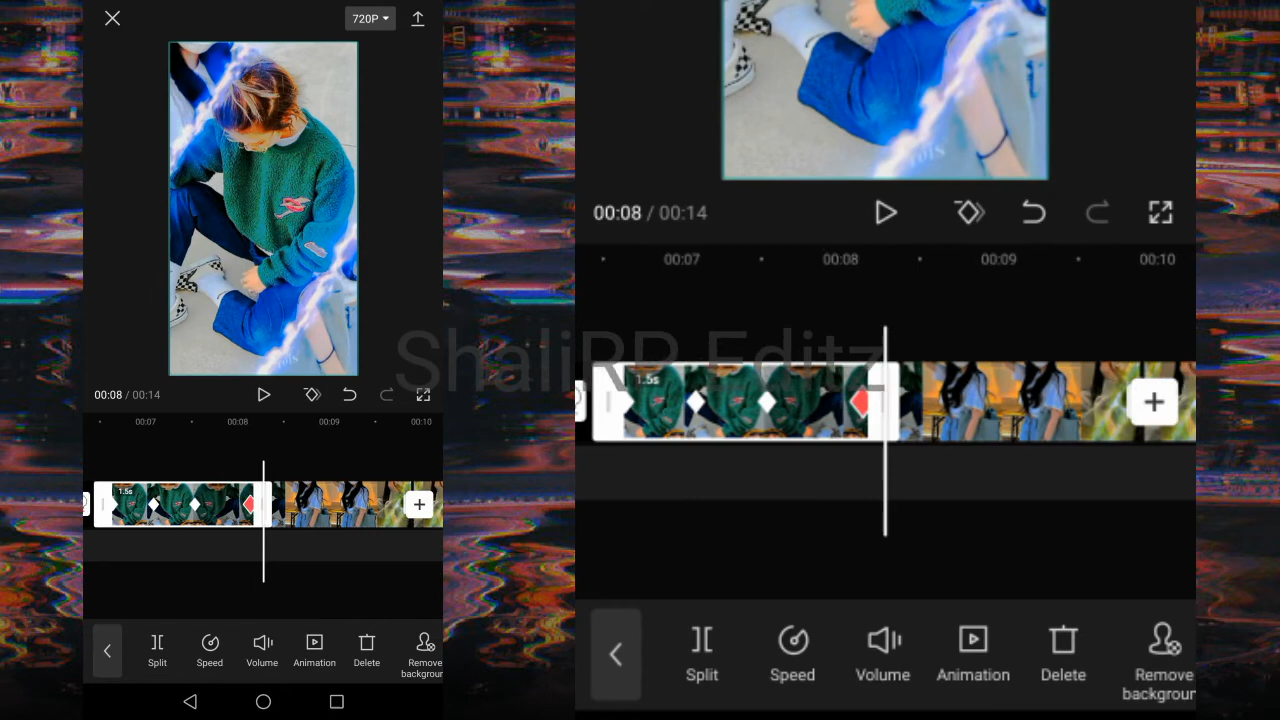 720P
00:08 / 00:14
00:07
00:08
00:09
00:10
1.5s
Split
Speed
Volume
Animation
Delete
Remove
backgroun
00:08 / 00:14
00:07
00:08
00:09
00:10
1.5s
Split
Speed
Volume
Animation
Delete
Remove
backgroun
ShaliRP Editz